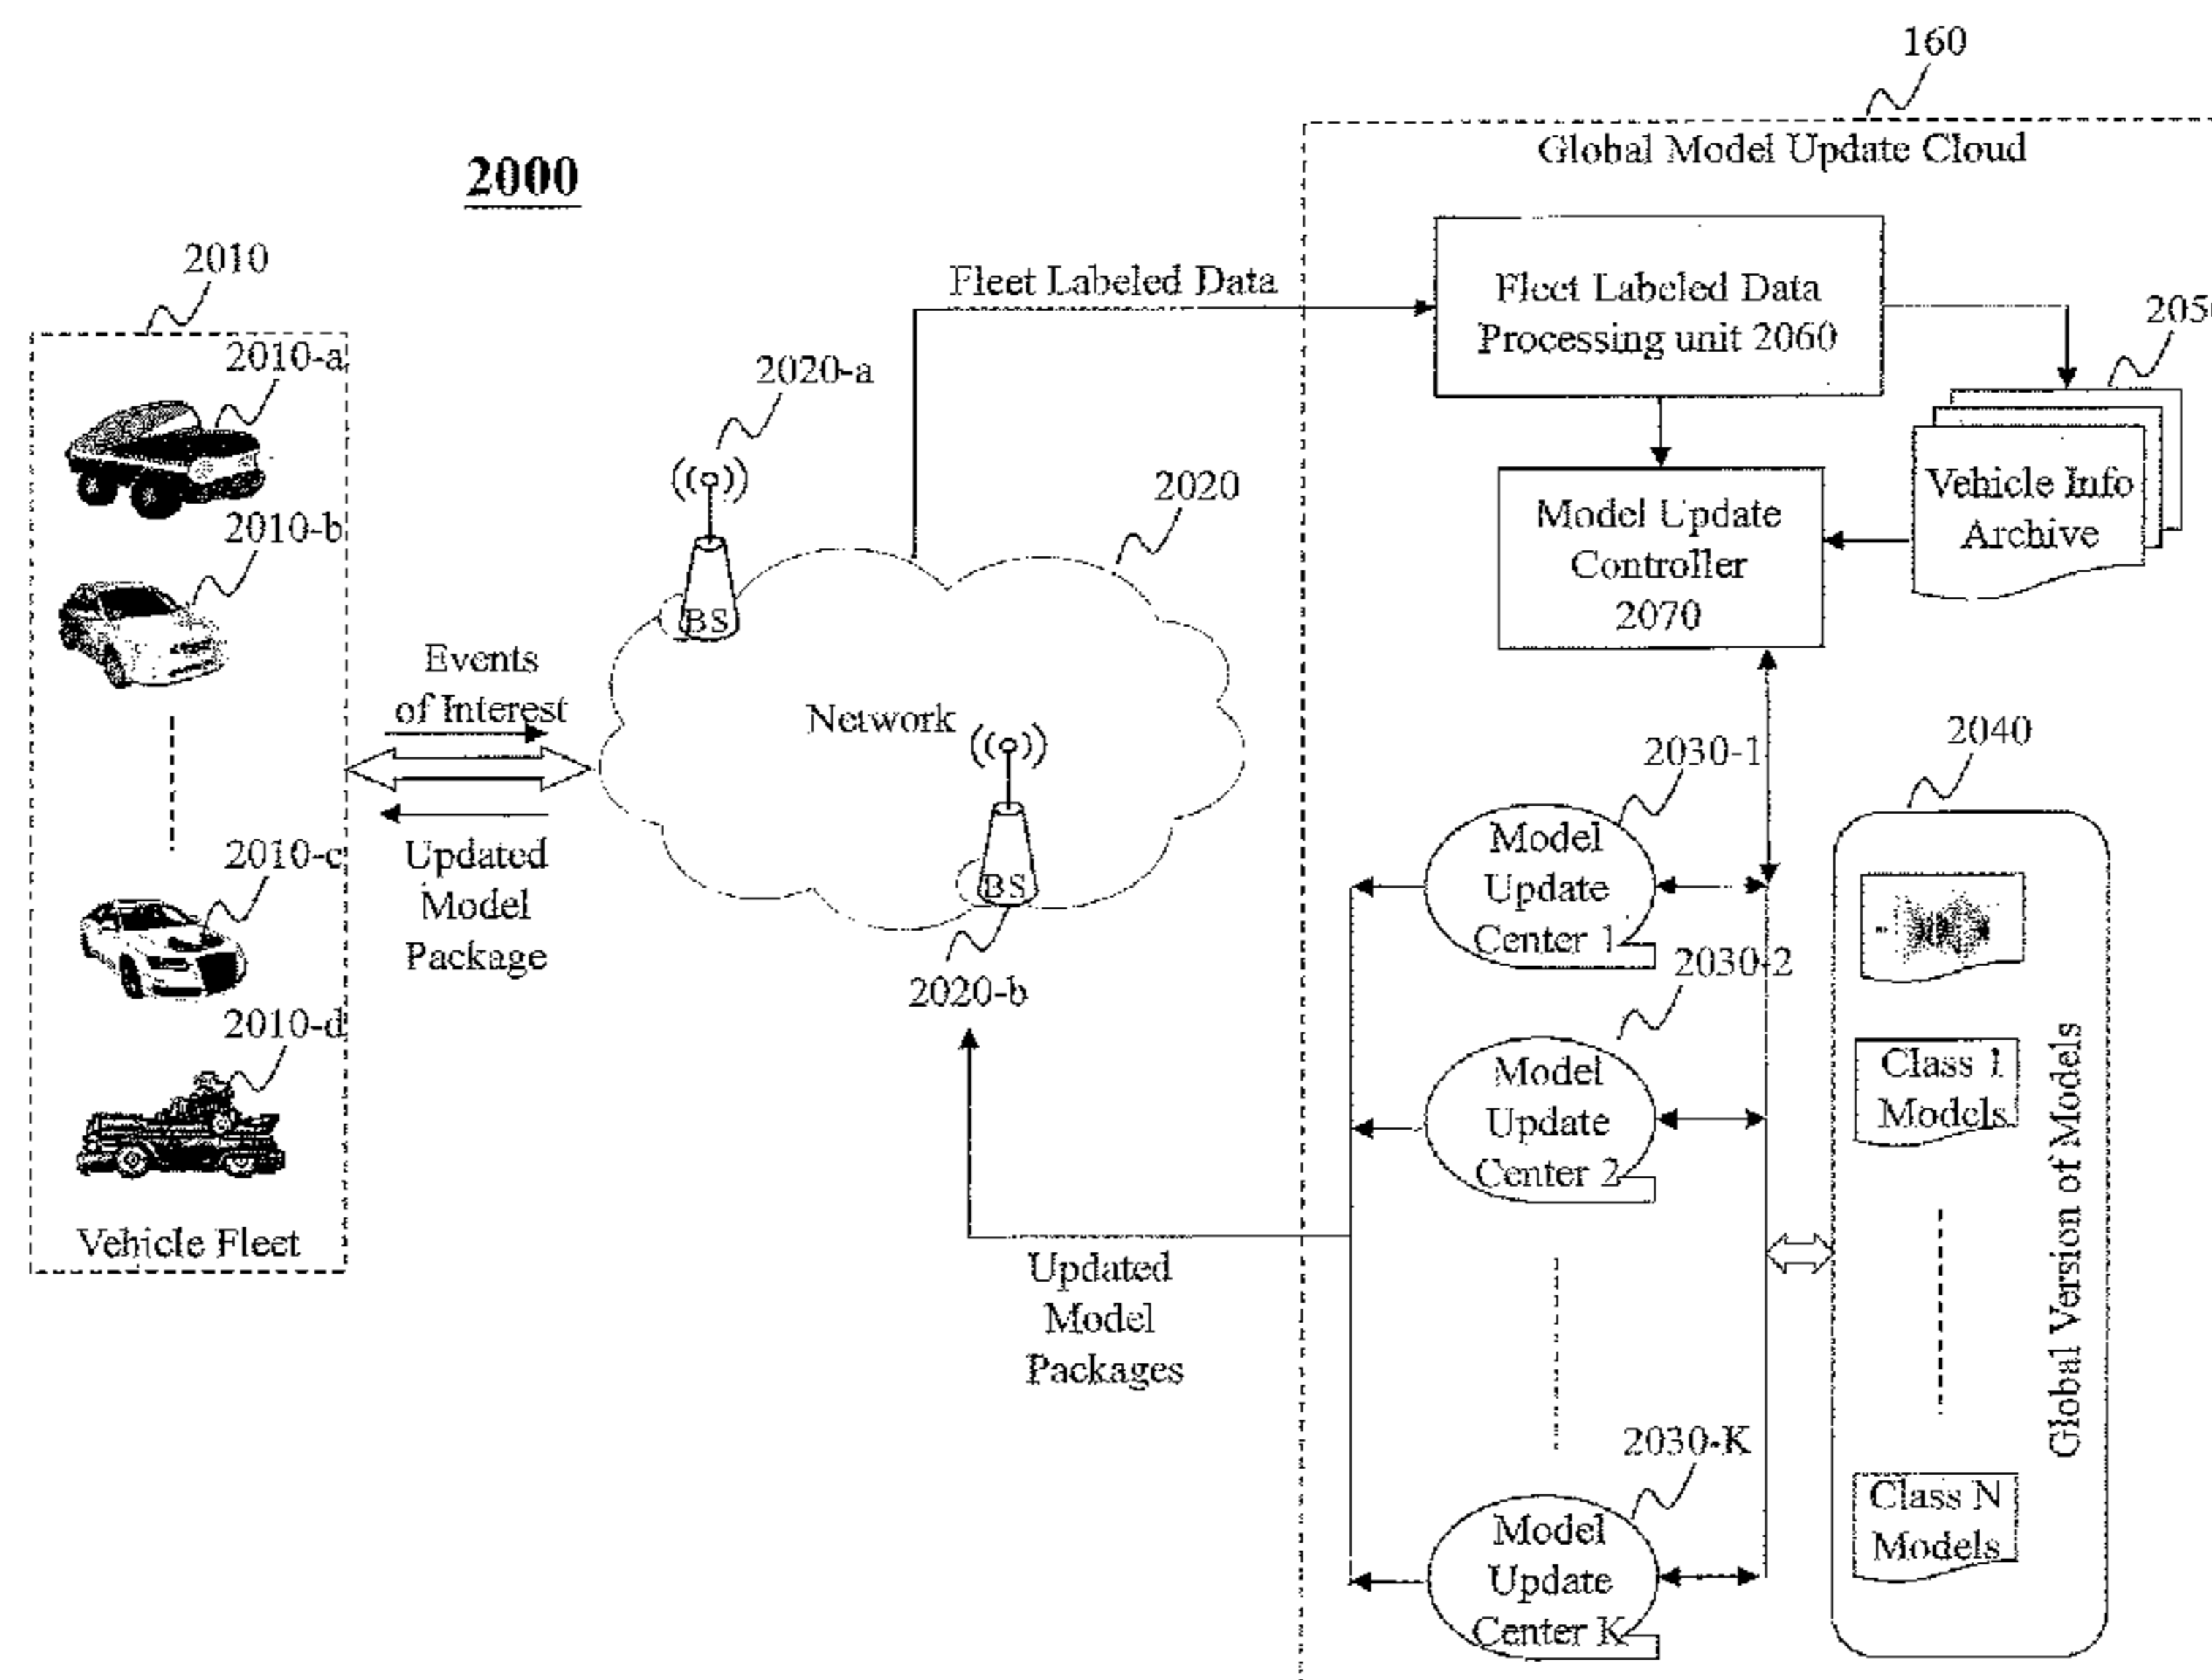 160
Global Model Update Cloud
2000
2010
2010-a
2010-b
2010-c
2010-d
Vehicle Fleet
Events
of Interest
Updated
Model
Package
2020-a
BS
2020
Network
BS
2020-b
Fleet Labeled Data
Fleet Labeled Data
Processing unit 2060
Vehicle Info
Archive
Model Update
Controller
2070
2030-1
Model
Update
Center 1
2030-2
Model
Update
Center 2
2030-K
Model
Update
Center K
Updated
Model
Packages
2040
Class 1
Models
Class N
Models
Global Version of Models